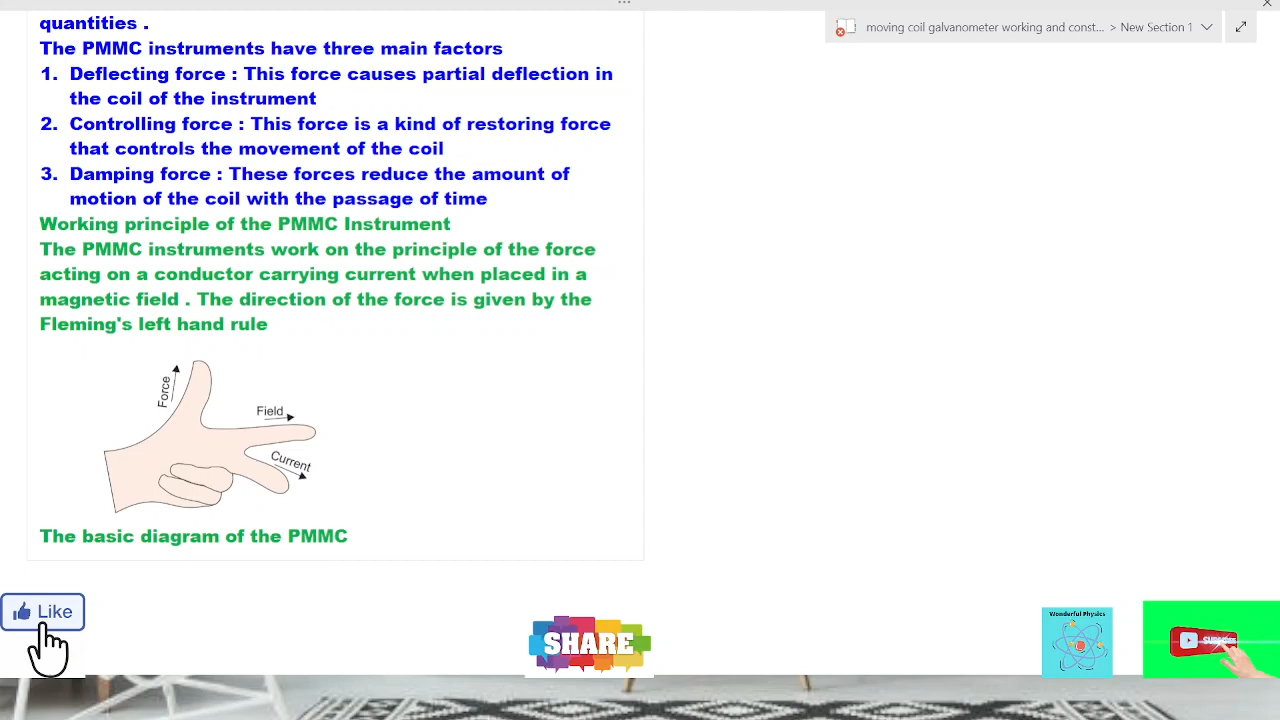 quantities .
The PMMC instruments have three main factors
1. Deflecting force : This force causes partial deflection in
the coil of the instrument
2. Controlling force : This force is a kind of restoring force
that controls the movement of the coil
3. Damping force : These forces reduce the amount of
motion of the coil with the passage of time
Working principle of the PMMC Instrument
The PMMC instruments work on the principle of the force
acting on a conductor carrying current when placed in a
magnetic field . The direction of the force is given by the
Fleming's left hand rule
Force
Field
Current
The basic diagram of the PMMC
moving coil galvanometer working and const... > New Section 1
Like
SHARE
Wonderful Physics